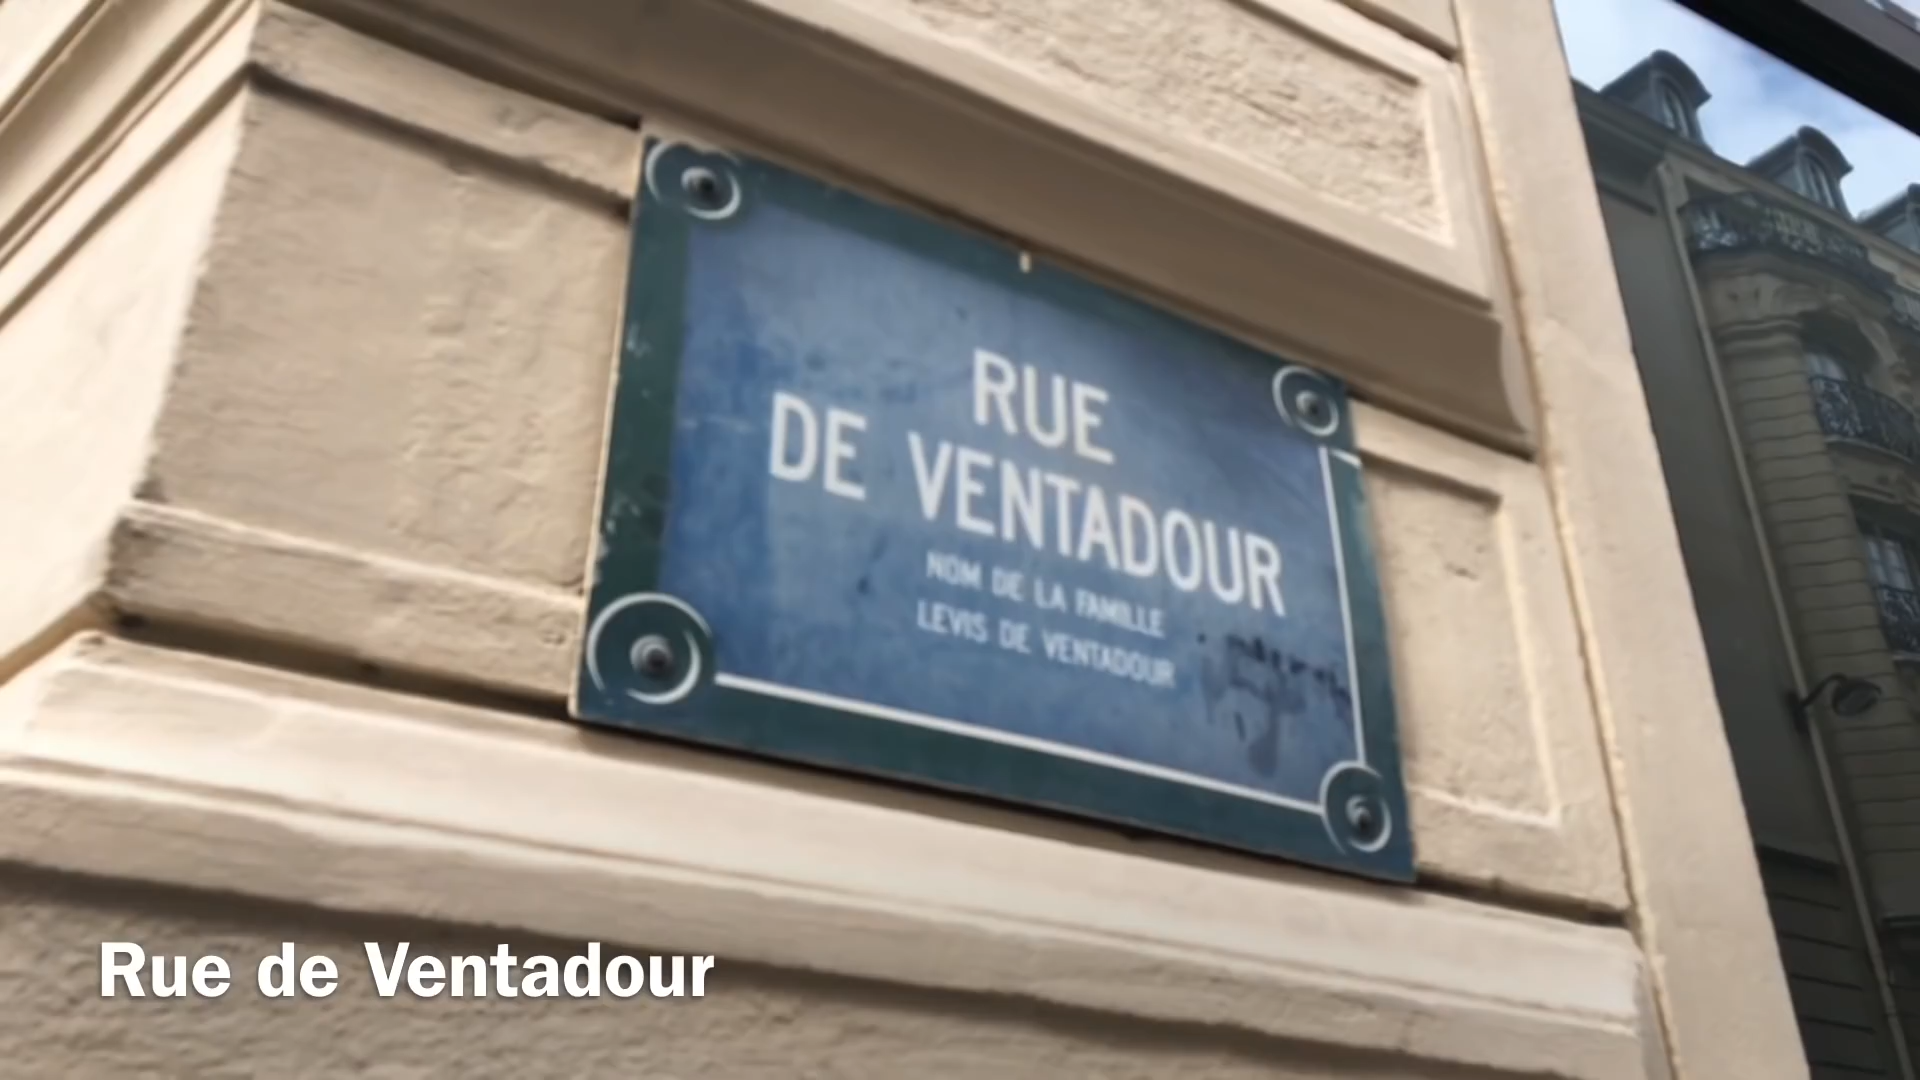 RUE
DE VENTADOUR
NOM DE LA FAMILLE
LEVIS DE VENTADOUR
Rue de Ventadour